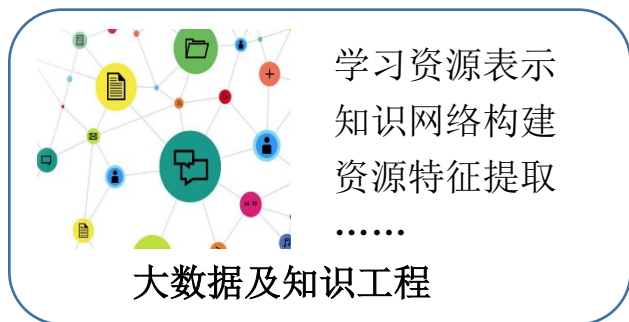 学习资源表示
知识网络构建
资源特征提取
……
大数据及知识工程